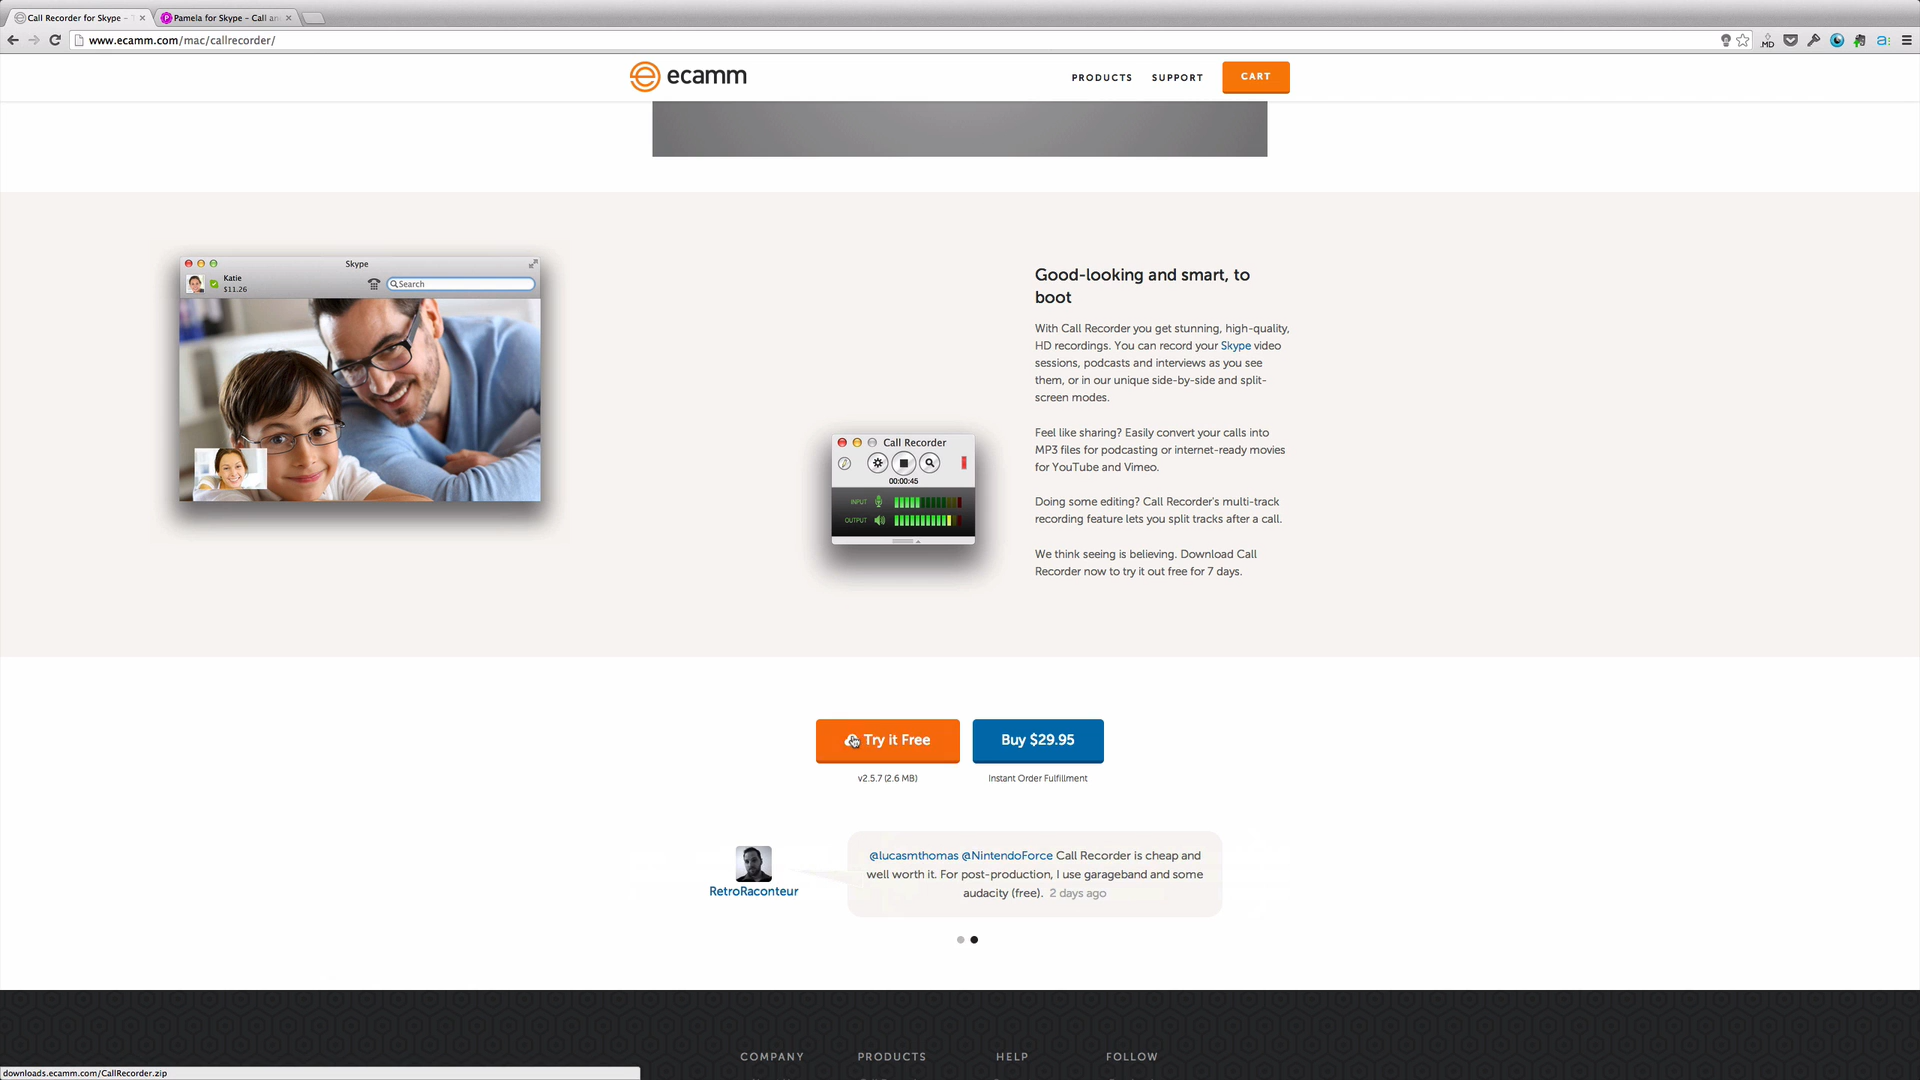 Call Recorder for Skype -
Pamela for Skype - Call an
www.ecamm.com/mac/callrecorder/
.MD
a:
ecamm
PRODUCTS
SUPPORT
CART
Skype
Katie
$11.26
Search
Good-looking and smart, to
boot
With Call Recorder you get stunning, high-quality,
HD recordings. You can record your Skype video
sessions, podcasts and interviews as you see
them, or in our unique side-by-side and split-
screen modes.
Feel like sharing? Easily convert your calls into
MP3 files for podcasting or internet-ready movies
for YouTube and Vimeo.
Doing some editing? Call Recorder's multi-track
recording feature lets you split tracks after a call.
We think seeing is believing. Download Call
Recorder now to try it out free for 7 days.
Call Recorder
00:00:45
INPUT
OUTPUT
Try it Free
Buy $29.95
v2.5.7 (2.6 MB)
Instant Order Fulfillment
@lucasmthomas @NintendoForce Call Recorder is cheap and
well worth it. For post-production, I use garageband and some
audacity (free). 2 days ago
RetroRaconteur
COMPANY
PRODUCTS
HELP
FOLLOW
downloads.ecamm.com/CallRecorder.zip